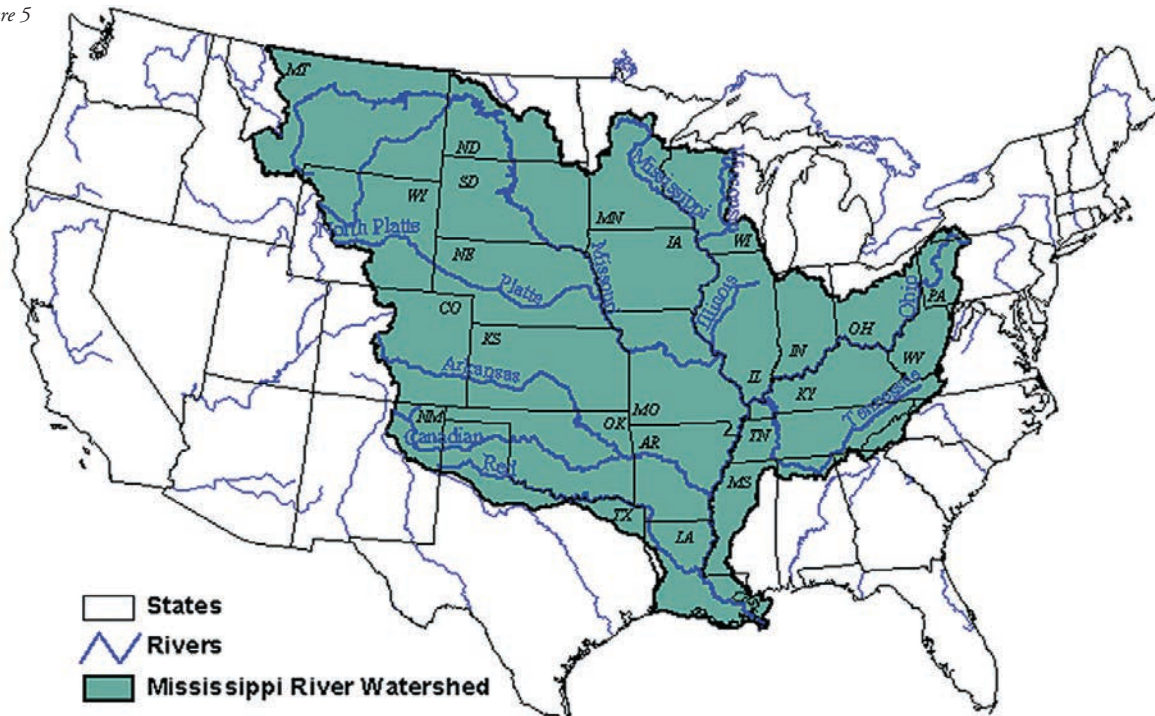 re 5
MT
ND
SD
WI
North Platte
NE
Platte
Missouri
MN
IA
Mississippi
Wisconsin
WI
Illinois
CO
KS
Arkansas
NM
Canadian
Red
OK
MO
AR
TX
LA
MS
TN
KY
IL
IN
OH
Ohio
PA
WV
Tennessee
States
Rivers
Mississippi River Watershed